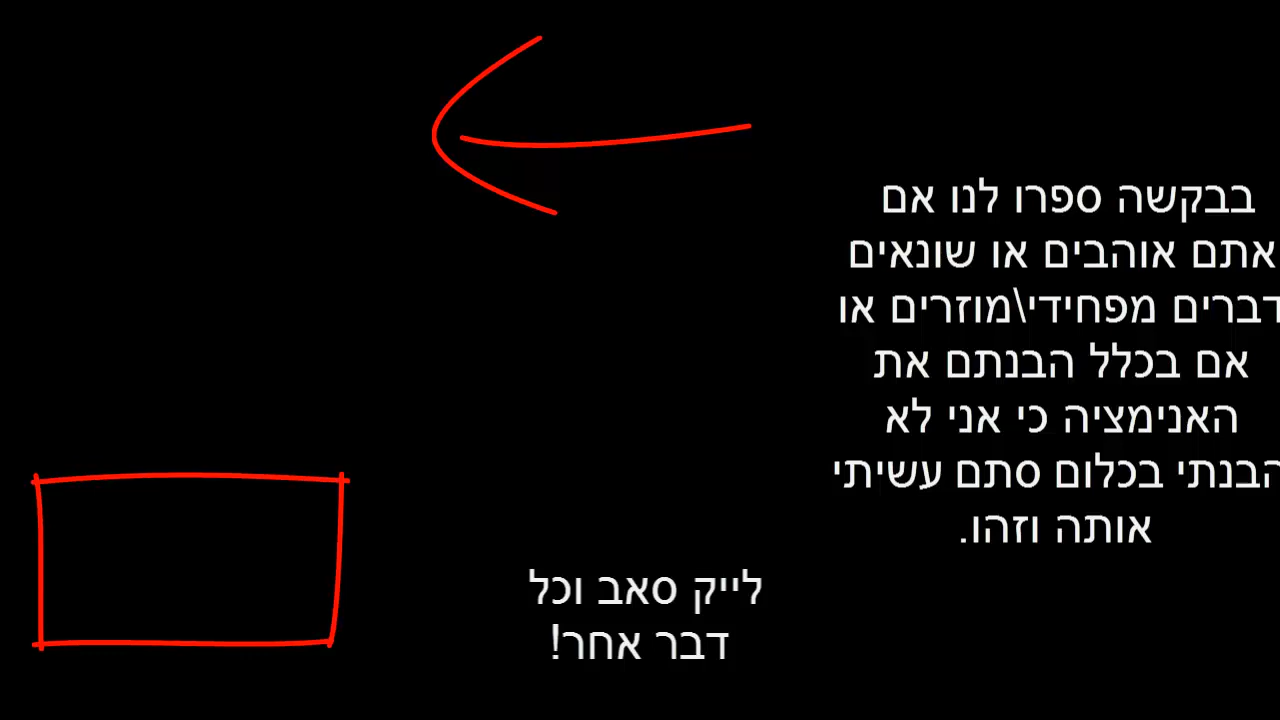 בבקשה ספרו לנו אם
אתם אוהבים או שונאים
דברים מפחידי\מוזרים או
אם בכלל הבנתם את
האנימציה כי אני לא
הבנתי בכלום סתם עשיתי
אותה וזהו.
לייק סאב וכל
דבר אחר!